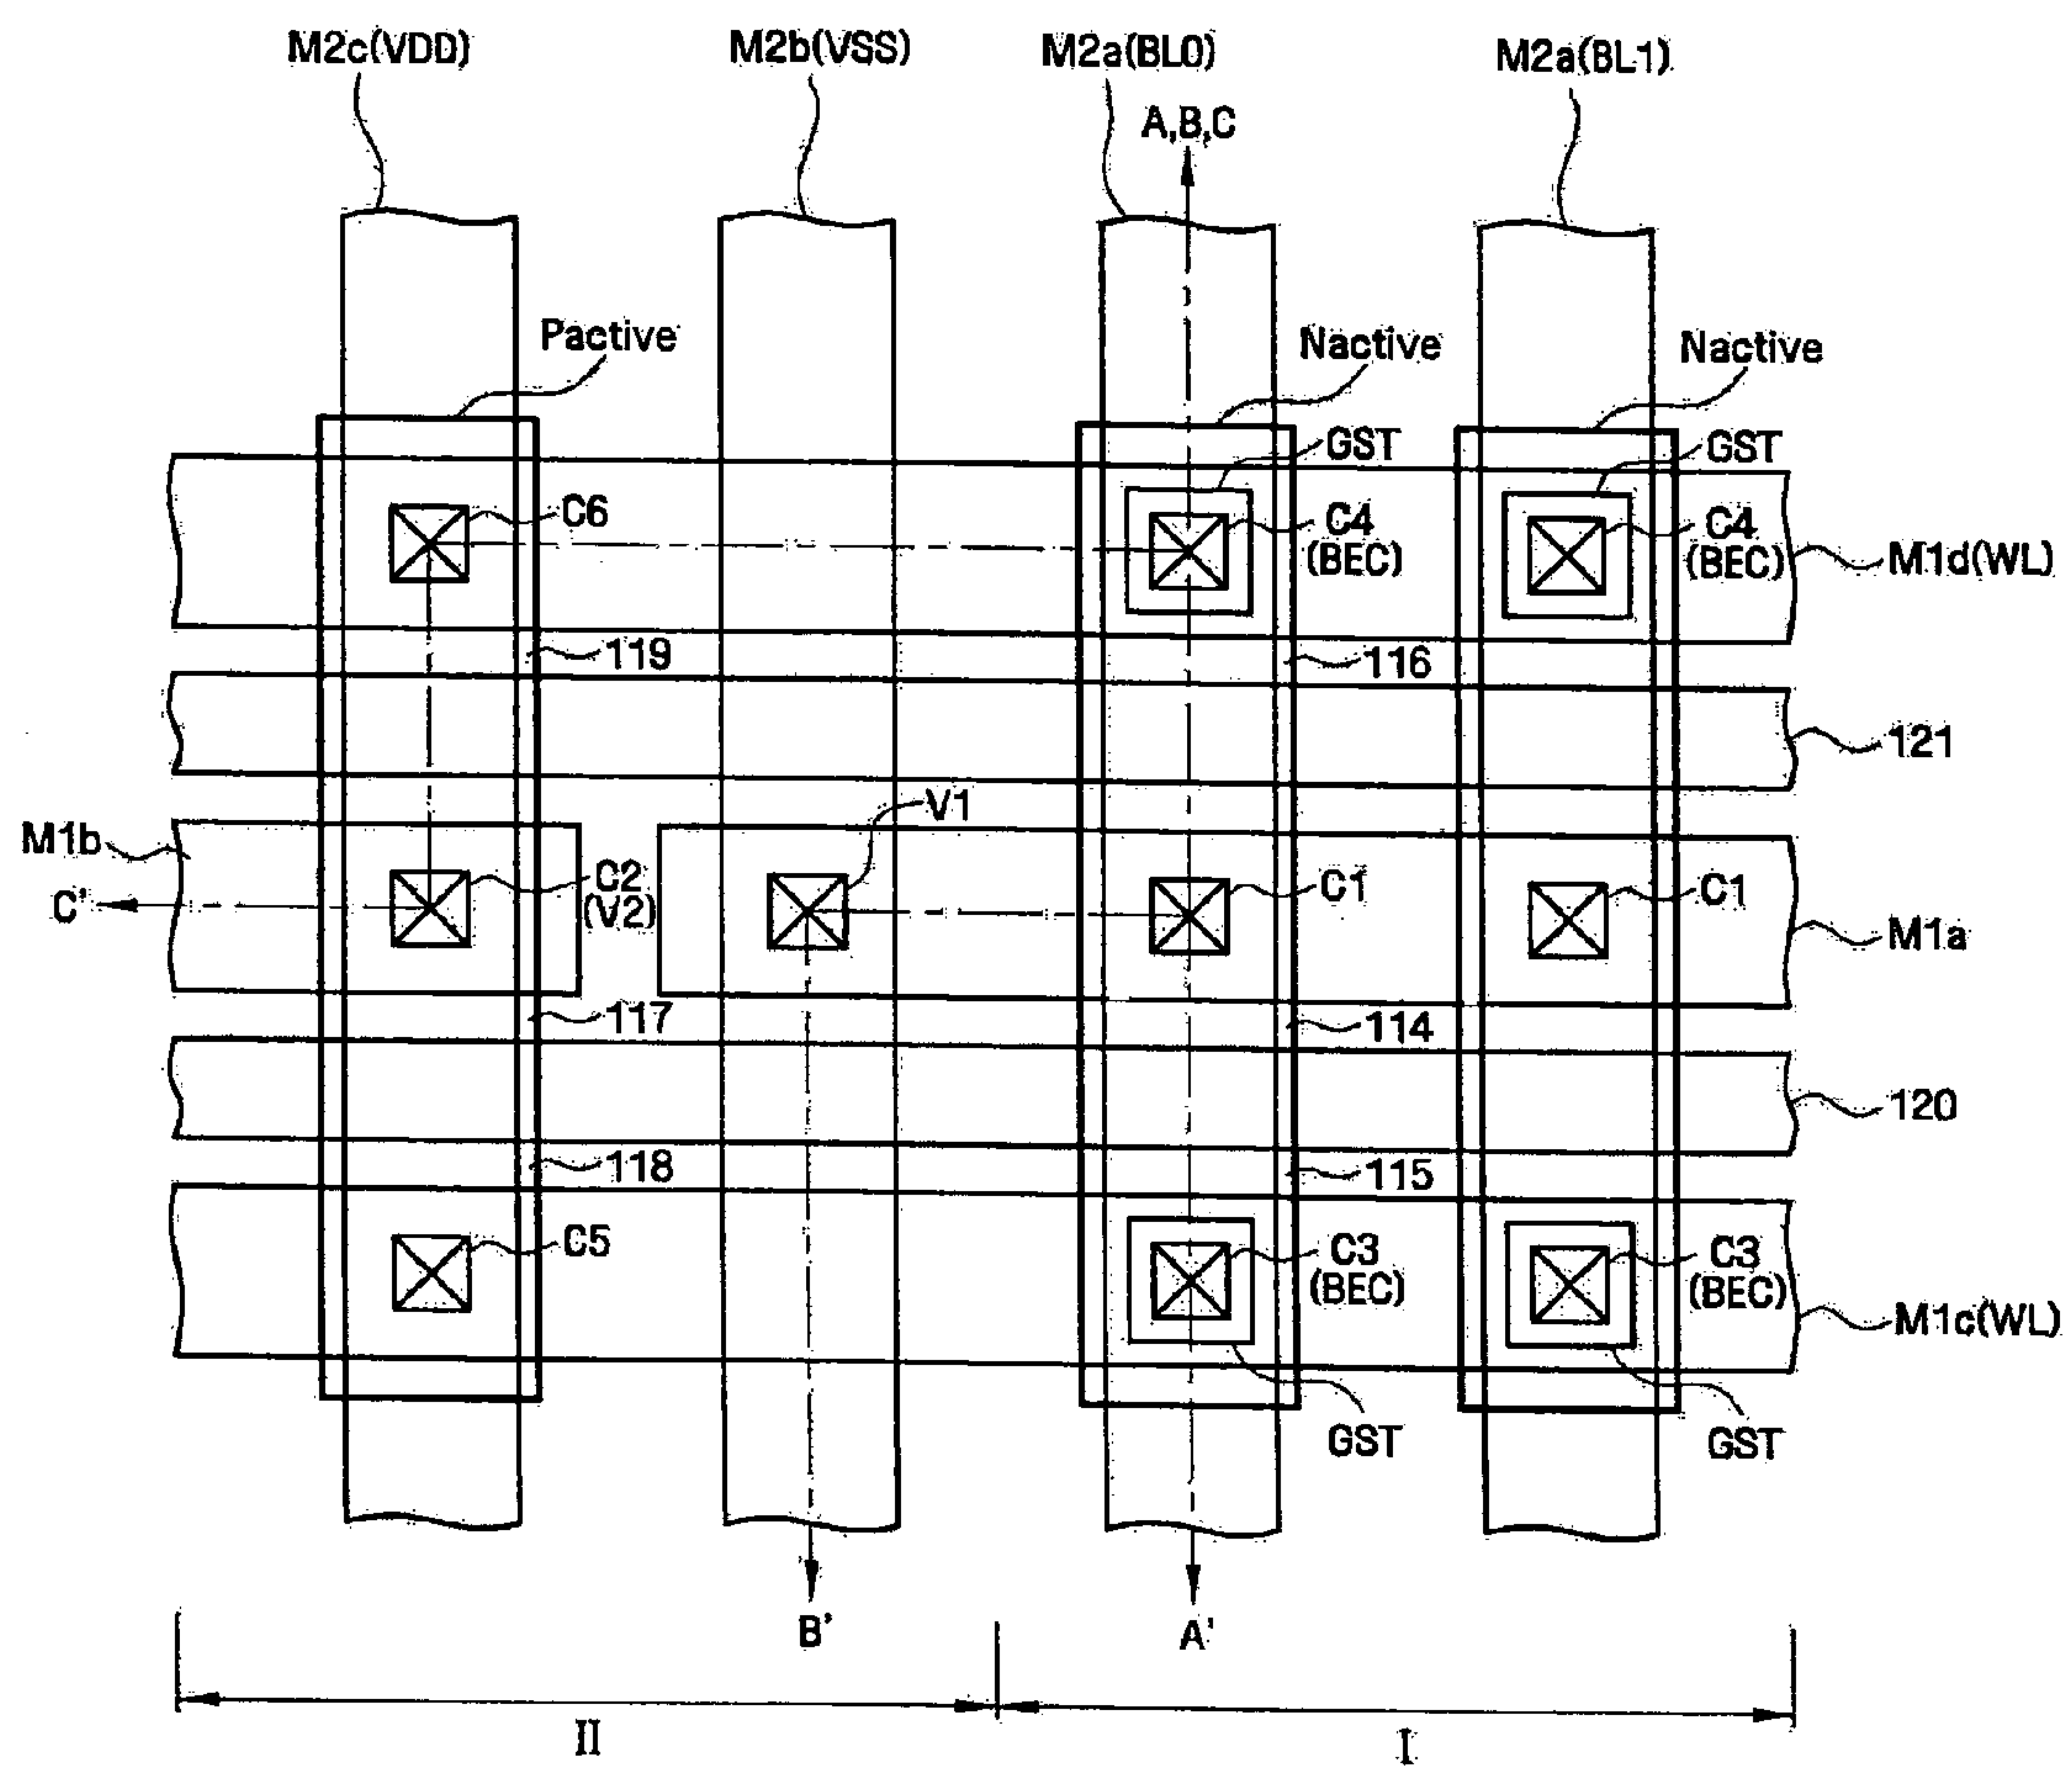 M2c(VDD)
M2b(VSS)
M2a(BL0)
M2a(BL1)
A,B,C
Pactive
Nactive
Nactive
GST
GST
C6
C4
(BEC)
C4
(BEC)
M1d(WL)
119
116
121
M1b
V1
C'
C2
(V2)
C1
C1
M1a
117
114
120
118
115
C5
C3
(BEC)
C3
(BEC)
M1c(WL)
GST
GST
B'
A'
II
I